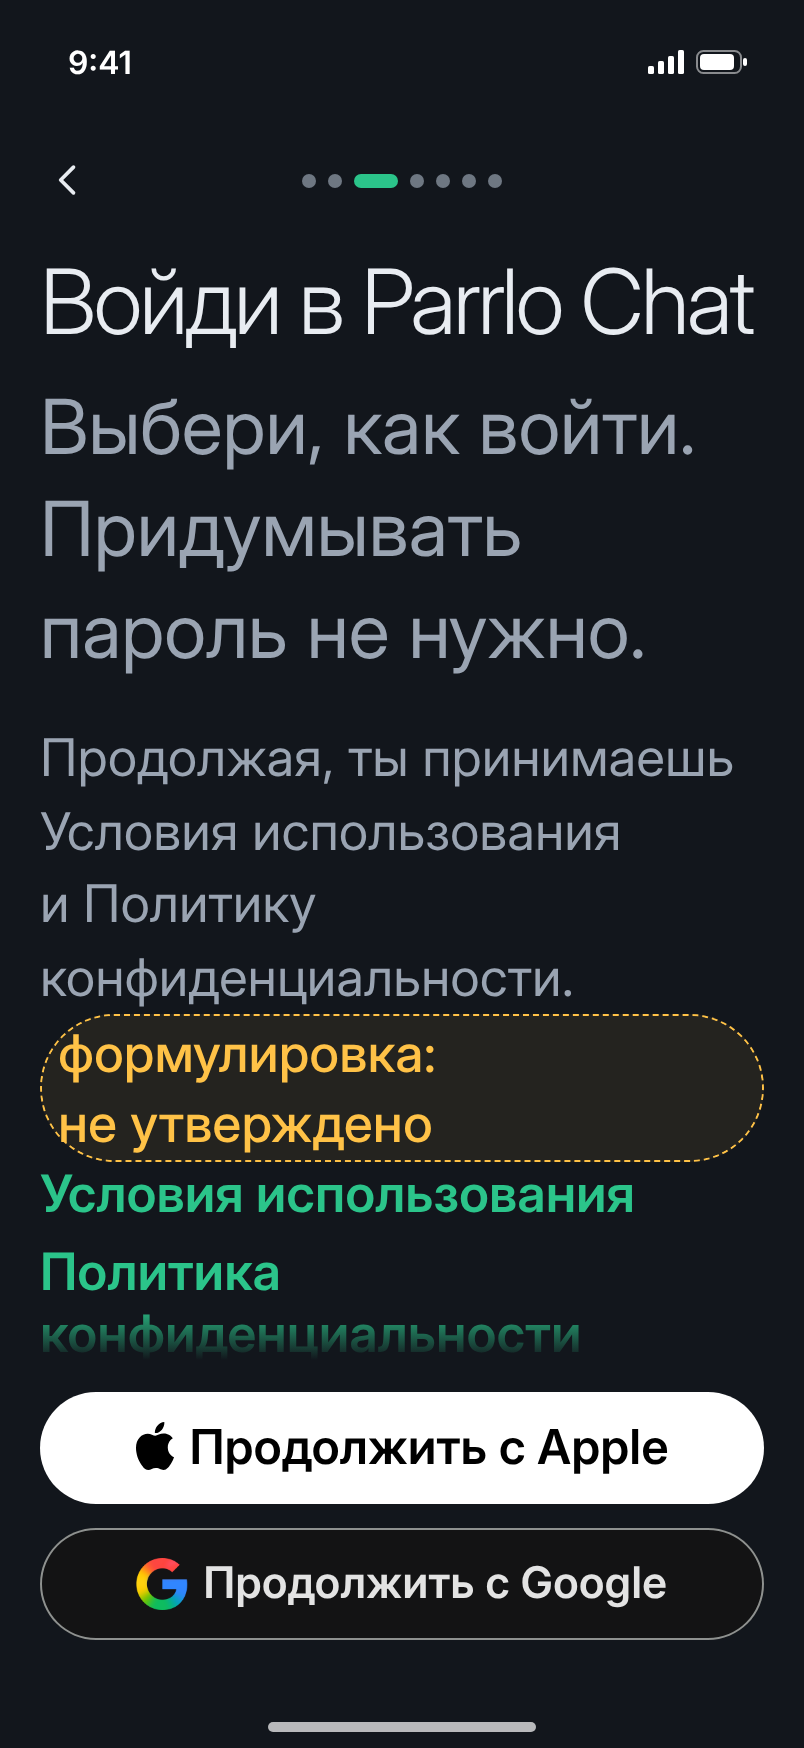 9:41
Войди в Parrlo Chat
Выбери, как войти.
Придумывать
пароль не нужно.
Продолжая, ты принимаешь
Условия использования
и Политику
конфиденциальности.
формулировка:
не утверждено
Условия использования
Политика
конфиденциальности
Продолжить с Apple
Продолжить с Google